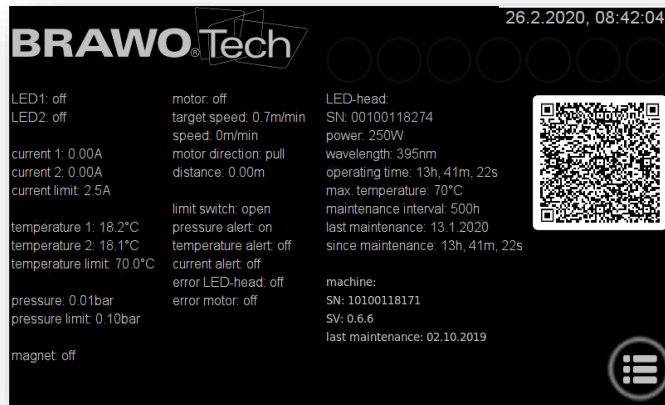 26.2.2020, 08:42:04
BRAWO® Tech
LED1: off
LED2: off
current 1: 0.00A
current 2: 0.00A
current limit: 2.5A
temperature 1: 18.2°C
temperature 2: 18.1°C
temperature limit: 70.0°C
pressure: 0.01bar
pressure limit: 0.10bar
magnet: off
motor: off
target speed: 0.7m/min
speed: 0m/min
motor direction: pull
distance: 0.00m
limit switch: open
pressure alert: on
temperature alert: off
current alert: off
error LED-head: off
error motor: off
LED-head:
SN: 00100118274
power: 250W
wavelength: 395nm
operating time: 13h, 41m, 22s
max. temperature: 70°C
maintenance interval: 500h
last maintenance: 13.1.2020
since maintenance: 13h, 41m, 22s
machine:
SN: 10100118171
SV: 0.6.6
last maintenance: 02.10.2019